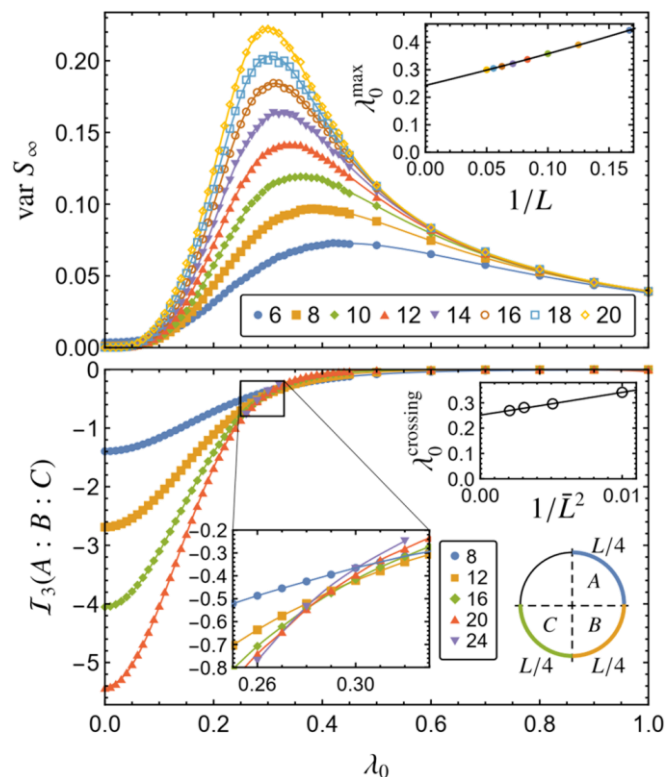 0.20
0.15
0.10
0.05
0.00
var S∞
0.4
0.3
0.2
0.1
0.0
λ₀^max
0.00 0.05 0.10 0.15
1/L
6 8 10 12 14 16 18 20
0
−1
−2
−3
−4
−5
I₃(A : B : C)
0.3
0.2
0.1
0.0
λ₀^crossing
0.00 0.01
1/L̄²
−0.2
−0.3
−0.4
−0.5
−0.6
−0.7
−0.8
0.26 0.30
8
12
16
20
24
L/4
A
C B
L/4 L/4
0.0 0.2 0.4 0.6 0.8 1.0
λ₀